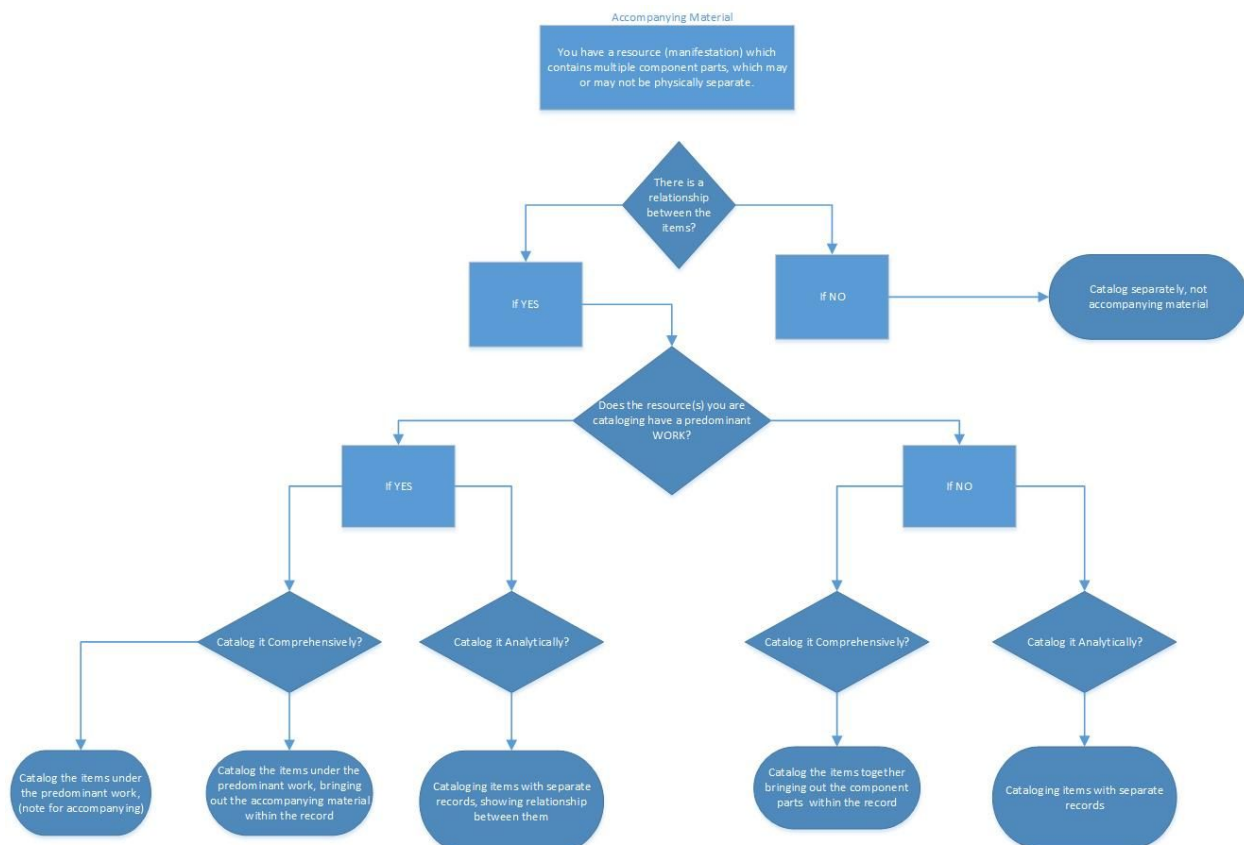 Accompanying Material
You have a resource (manifestation) which
contains multiple component parts, which may
or may not be physically separate.
There is a
relationship
between the
items?
If YES
If NO
Catalog separately, not
accompanying material
Does the resource(s) you are
cataloging have a predominant
WORK?
If YES
If NO
Catalog it Comprehensively?
Catalog it Analytically?
Catalog it Comprehensively?
Catalog it Analytically?
Catalog the items under
the predominant work,
(note for accompanying)
Catalog the items under the
predominant work, bringing
out the accompanying material
within the record
Cataloging items with separate
records, showing relationship
between them
Catalog the items together
bringing out the component
parts within the record
Cataloging items with separate
records